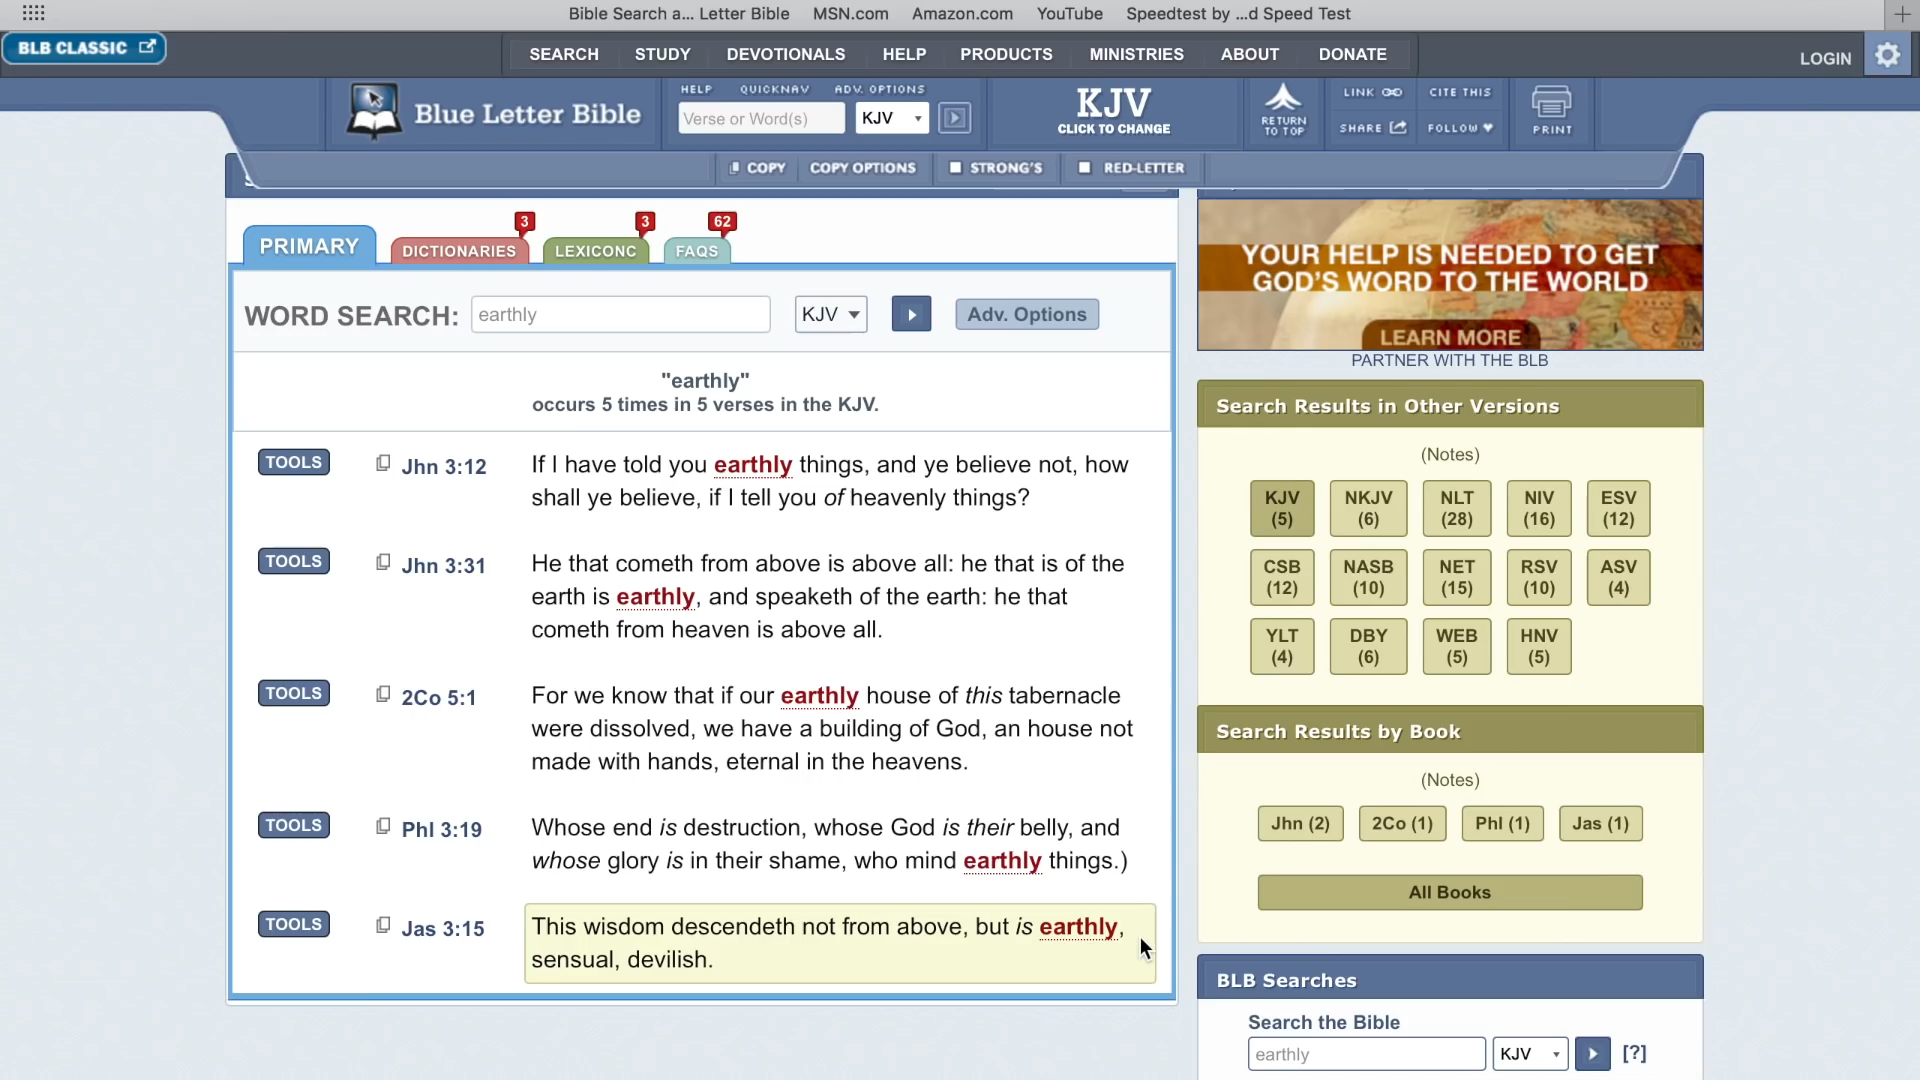 Bible Search a... Letter Bible MSN.com Amazon.com YouTube Speedtest by ...d Speed Test
BLB CLASSIC
SEARCH STUDY DEVOTIONALS HELP PRODUCTS MINISTRIES ABOUT DONATE
LOGIN
Blue Letter Bible
HELP QUICKNAV ADV. OPTIONS
Verse or Word(s) KJV
KJV
CLICK TO CHANGE
RETURN
TO TOP
LINK CITE THIS
SHARE FOLLOW
PRINT
COPY COPY OPTIONS STRONG'S RED-LETTER
3 3 62
PRIMARY DICTIONARIES LEXICONC FAQS
WORD SEARCH: earthly KJV Adv. Options
"earthly"
occurs 5 times in 5 verses in the KJV.
TOOLS Jhn 3:12 If I have told you earthly things, and ye believe not, how
shall ye believe, if I tell you of heavenly things?
TOOLS Jhn 3:31 He that cometh from above is above all: he that is of the
earth is earthly, and speaketh of the earth: he that
cometh from heaven is above all.
TOOLS 2Co 5:1 For we know that if our earthly house of this tabernacle
were dissolved, we have a building of God, an house not
made with hands, eternal in the heavens.
TOOLS Phl 3:19 Whose end is destruction, whose God is their belly, and
whose glory is in their shame, who mind earthly things.)
TOOLS Jas 3:15 This wisdom descendeth not from above, but is earthly,
sensual, devilish.
YOUR HELP IS NEEDED TO GET
GOD'S WORD TO THE WORLD
LEARN MORE
PARTNER WITH THE BLB
Search Results in Other Versions
(Notes)
KJV NKJV NLT NIV ESV
(5) (6) (28) (16) (12)
CSB NASB NET RSV ASV
(12) (10) (15) (10) (4)
YLT DBY WEB HNV
(4) (6) (5) (5)
Search Results by Book
(Notes)
Jhn (2) 2Co (1) Phl (1) Jas (1)
All Books
BLB Searches
Search the Bible
earthly KJV [?]